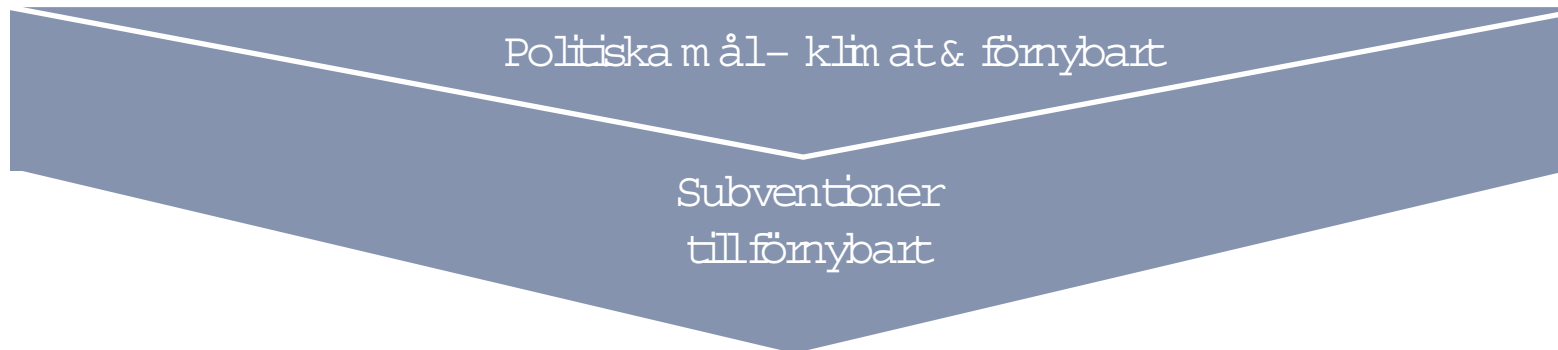 Politiska mål – klimat & förnybart
Subventioner
till förnybart